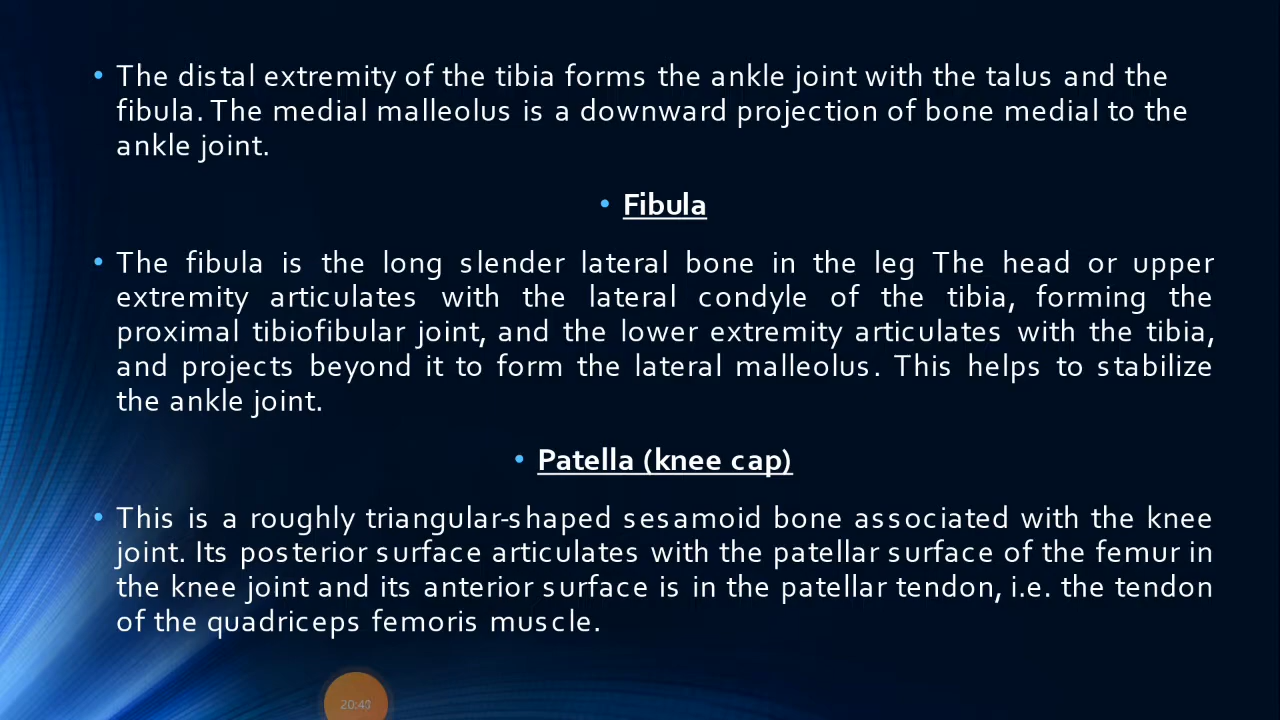 • The distal extremity of the tibia forms the ankle joint with the talus and the
fibula. The medial malleolus is a downward projection of bone medial to the
ankle joint.
• Fibula
• The fibula is the long slender lateral bone in the leg The head or upper
extremity articulates with the lateral condyle of the tibia, forming the
proximal tibiofibular joint, and the lower extremity articulates with the tibia,
and projects beyond it to form the lateral malleolus. This helps to stabilize
the ankle joint.
• Patella (knee cap)
• This is a roughly triangular-shaped sesamoid bone associated with the knee
joint. Its posterior surface articulates with the patellar surface of the femur in
the knee joint and its anterior surface is in the patellar tendon, i.e. the tendon
of the quadriceps femoris muscle.